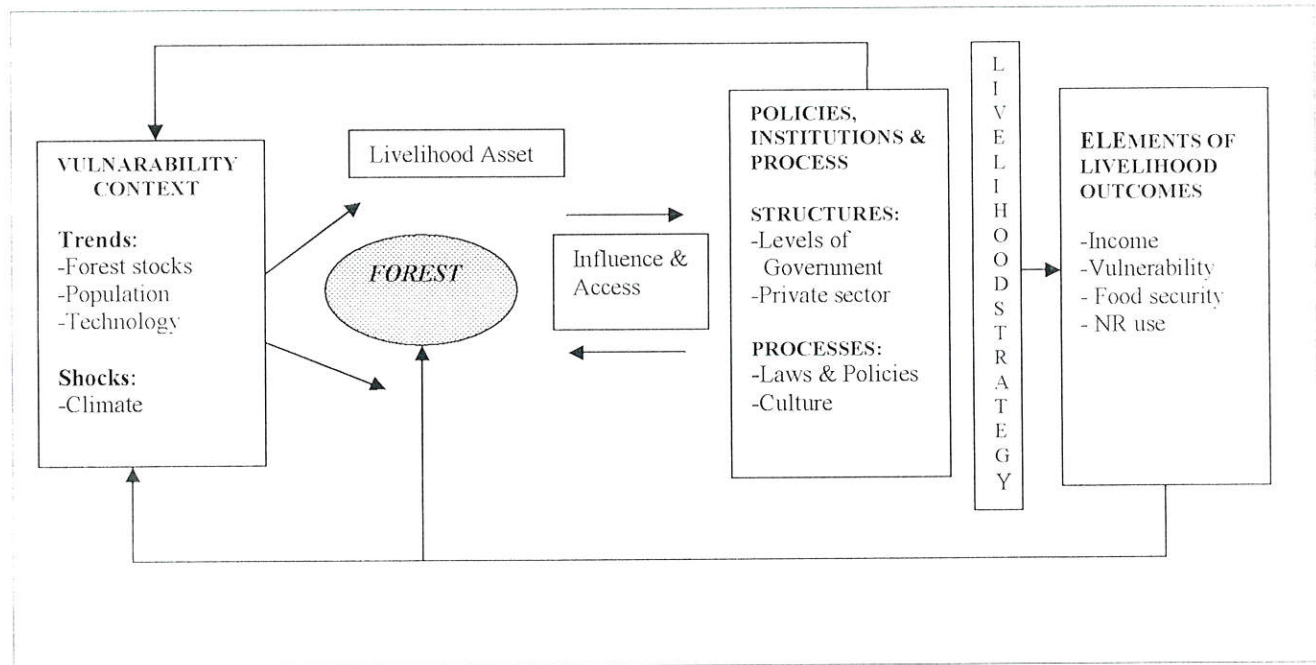 VULNARABILITY
CONTEXT
Trends:
-Forest stocks
-Population
-Technology
Shocks:
-Climate
Livelihood Asset
FOREST
Influence &
Access
POLICIES,
INSTITUTIONS &
PROCESS
STRUCTURES:
-Levels of
Government
-Private sector
PROCESSES:
-Laws & Policies
-Culture
L
I
V
E
L
I
H
O
O
D
S
T
R
A
T
E
G
Y
ELEMENTS OF
LIVELIHOOD
OUTCOMES
-Income
-Vulnerability
- Food security
- NR use